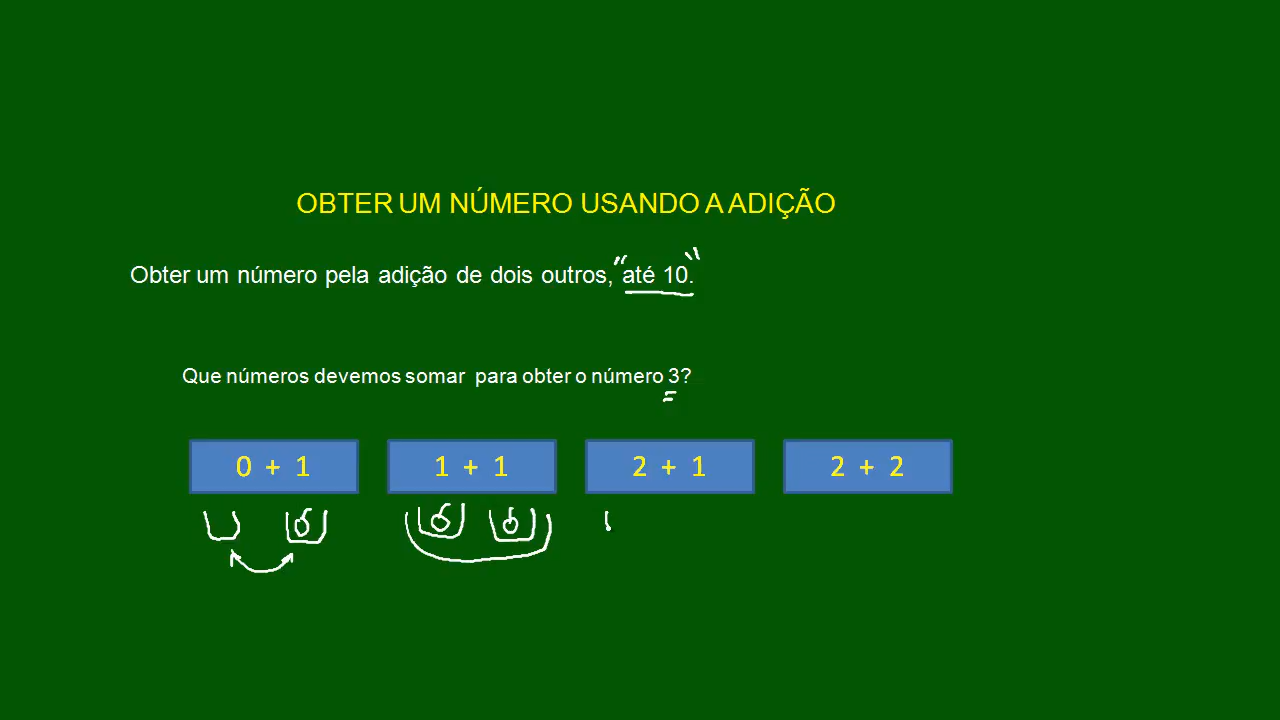 OBTER UM NÚMERO USANDO A ADIÇÃO
Obter um número pela adição de dois outros, "até 10."
Que números devemos somar para obter o número 3?
0 + 1
1 + 1
2 + 1
2 + 2